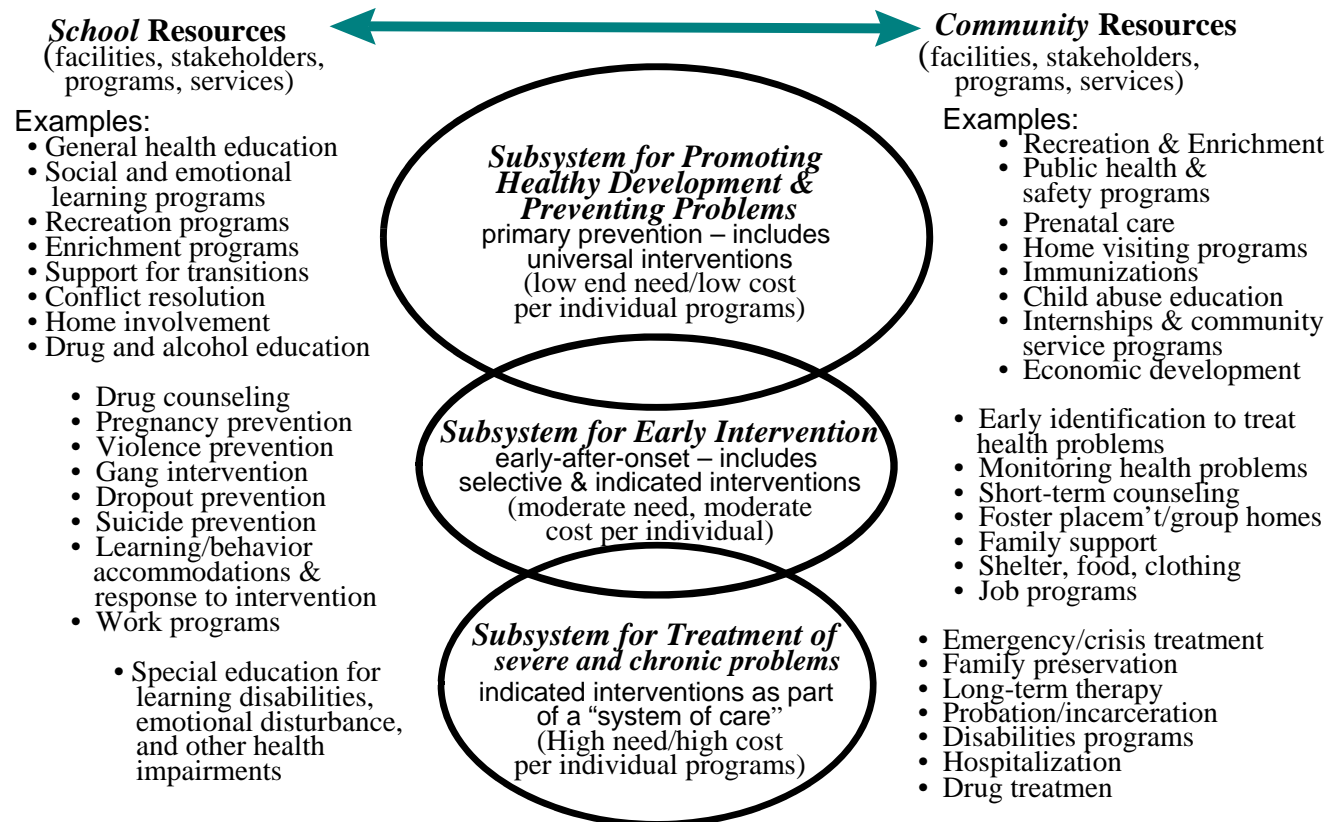 School Resources
(facilities, stakeholders,
programs, services)
Examples:
• General health education
• Social and emotional
learning programs
• Recreation programs
• Enrichment programs
• Support for transitions
• Conflict resolution
• Home involvement
• Drug and alcohol education
• Drug counseling
• Pregnancy prevention
• Violence prevention
• Gang intervention
• Dropout prevention
• Suicide prevention
• Learning/behavior
accommodations &
response to intervention
• Work programs
• Special education for
learning disabilities,
emotional disturbance,
and other health
impairments
Subsystem for Promoting
Healthy Development &
Preventing Problems
primary prevention – includes
universal interventions
(low end need/low cost
per individual programs)
Subsystem for Early Intervention
early-after-onset – includes
selective & indicated interventions
(moderate need, moderate
cost per individual)
Subsystem for Treatment of
severe and chronic problems
indicated interventions as part
of a “system of care”
(High need/high cost
per individual programs)
Community Resources
(facilities, stakeholders,
programs, services)
Examples:
• Recreation & Enrichment
• Public health &
safety programs
• Prenatal care
• Home visiting programs
• Immunizations
• Child abuse education
• Internships & community
service programs
• Economic development
• Early identification to treat
health problems
• Monitoring health problems
• Short-term counseling
• Foster placem’t/group homes
• Family support
• Shelter, food, clothing
• Job programs
• Emergency/crisis treatment
• Family preservation
• Long-term therapy
• Probation/incarceration
• Disabilities programs
• Hospitalization
• Drug treatmen